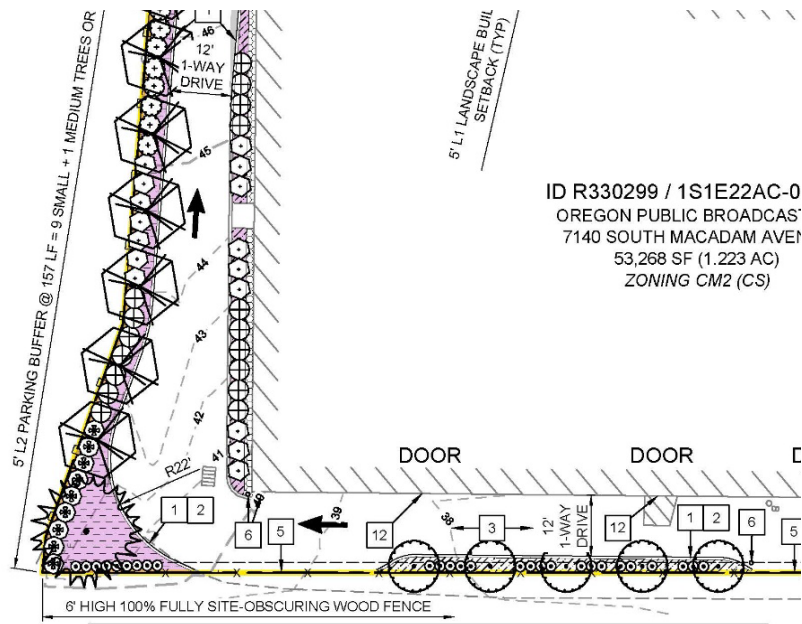 46
12'
1-WAY
DRIVE
5' L2 PARKING BUFFER @ 157 LF = 9 SMALL + 1 MEDIUM TREES OR
5' L1 LANDSCAPE
SETBACK (TYP)
45
ID R330299 / 1S1E22AC-0
OREGON PUBLIC
7140 SOUTH MACADAM
53,268 SF (1.223 AC)
ZONING CM2 (CS)
44
43
42
41
40
39
38
R22'
DOOR
DOOR
1 2
6
5
12
3
12'
1-WAY
DRIVE
12
1 2
6
5
6' HIGH 100% FULLY SITE-OBSCURING WOOD FENCE